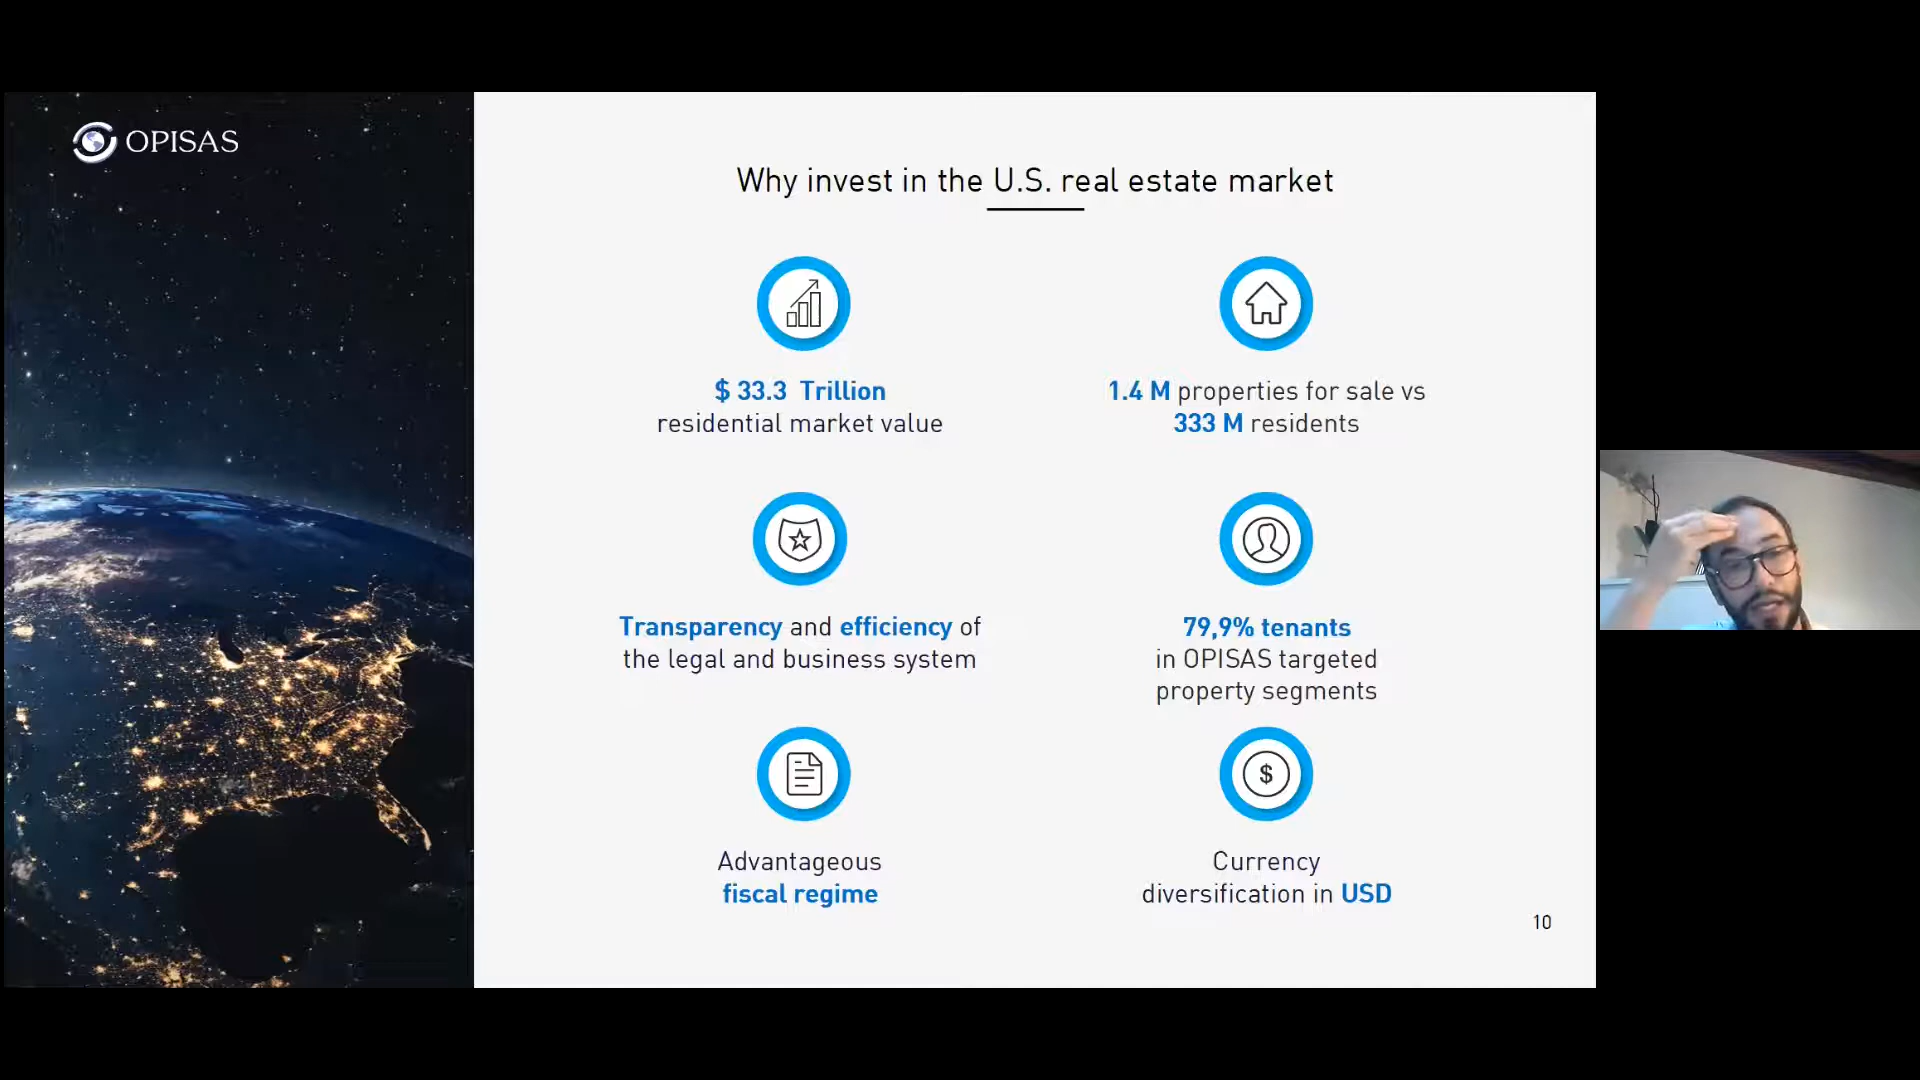 OPISAS
Why invest in the U.S. real estate market
$ 33.3 Trillion
residential market value
1.4 M properties for sale vs
333 M residents
Transparency and efficiency of
the legal and business system
79,9% tenants
in OPISAS targeted
property segments
Advantageous
fiscal regime
$
Currency
diversification in USD
10